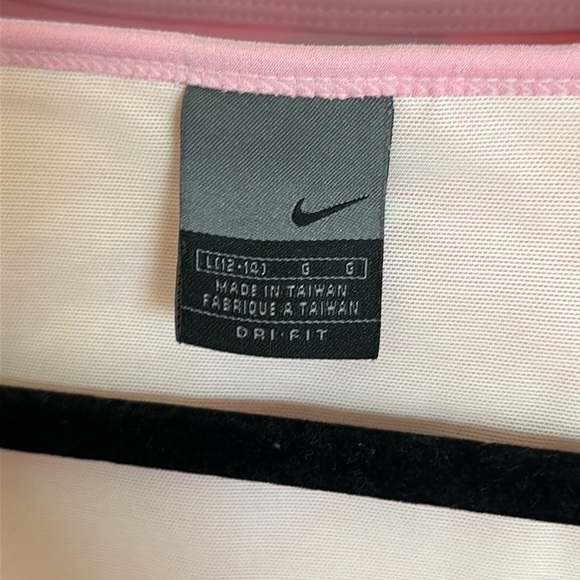 L(12-14) G G
MADE IN TAIWAN
FABRIQUE A TAIWAN
DRI·FIT